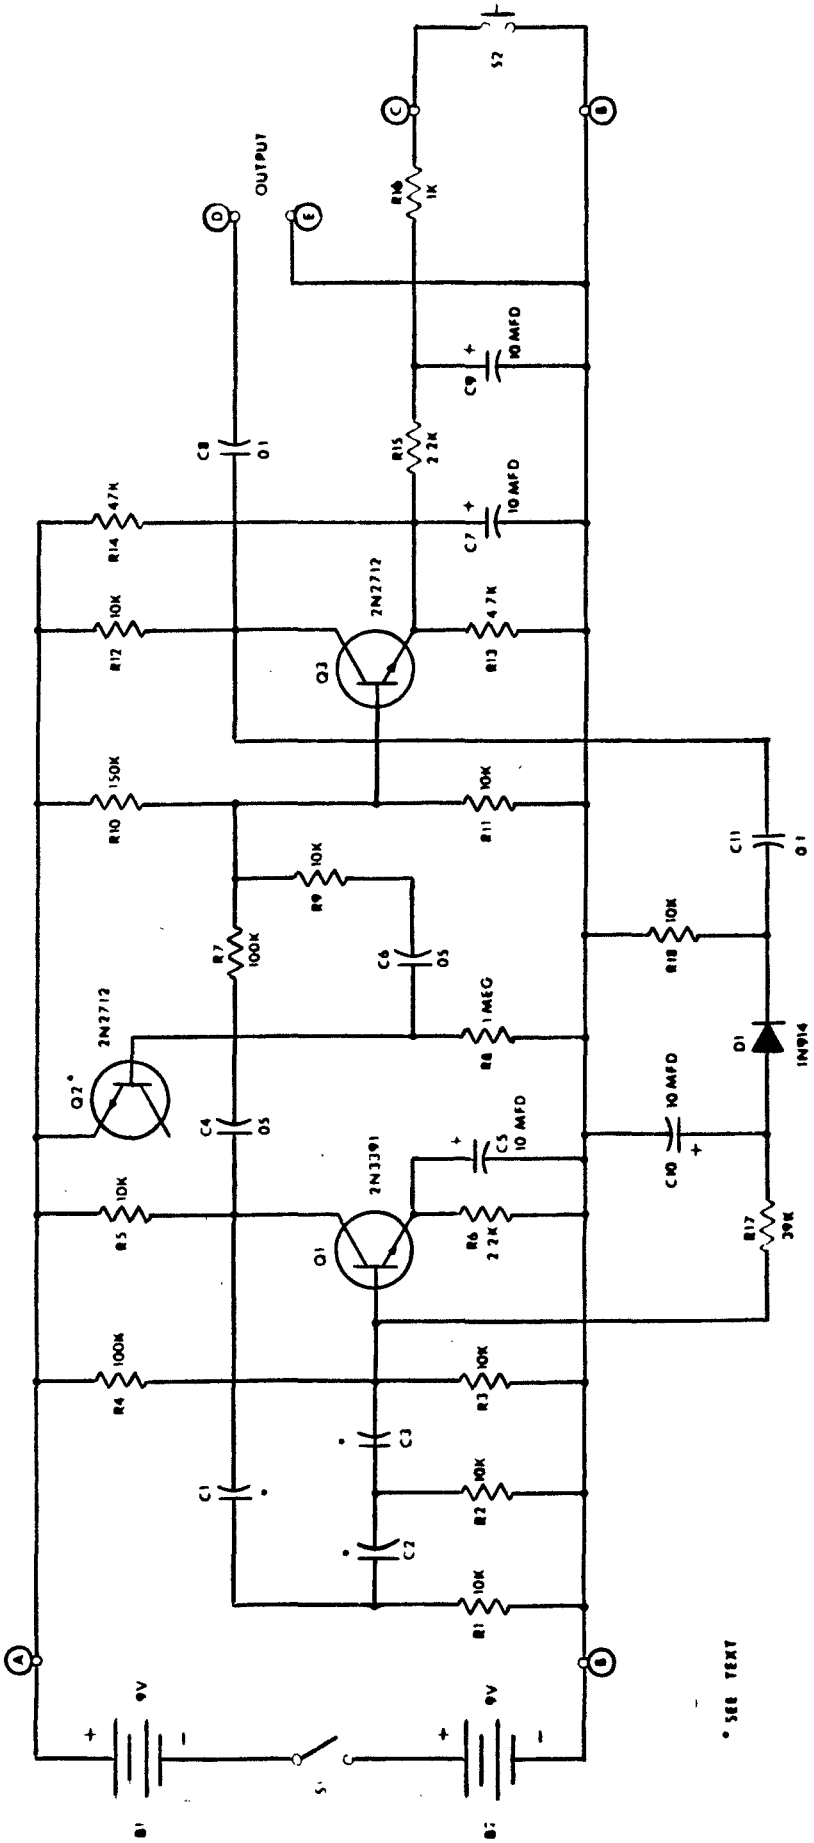 A
B1
9V
+
-
S1
B2
9V
+
-
B
R4
100K
R5
10K
Q2*
2N2712
C1
*
C4
05
R7
100K
R9
10K
C6
05
R8
1 MEG
R10
150K
R12
10K
R14
47K
C8
01
D
OUTPUT
E
C2
*
C3
*
R1
10K
R2
10K
R3
10K
Q1
2N3391
R6
2 2K
C5
+
10 MFD
R11
10K
Q3
2N2712
R13
4 7K
C7
+
10 MFD
R15
2 2K
C9
+
10 MFD
R16
1K
C
S2
B
R17
39K
C10
+
10 MFD
D1
1N914
R18
10K
C11
0 1
* SEE TEXT